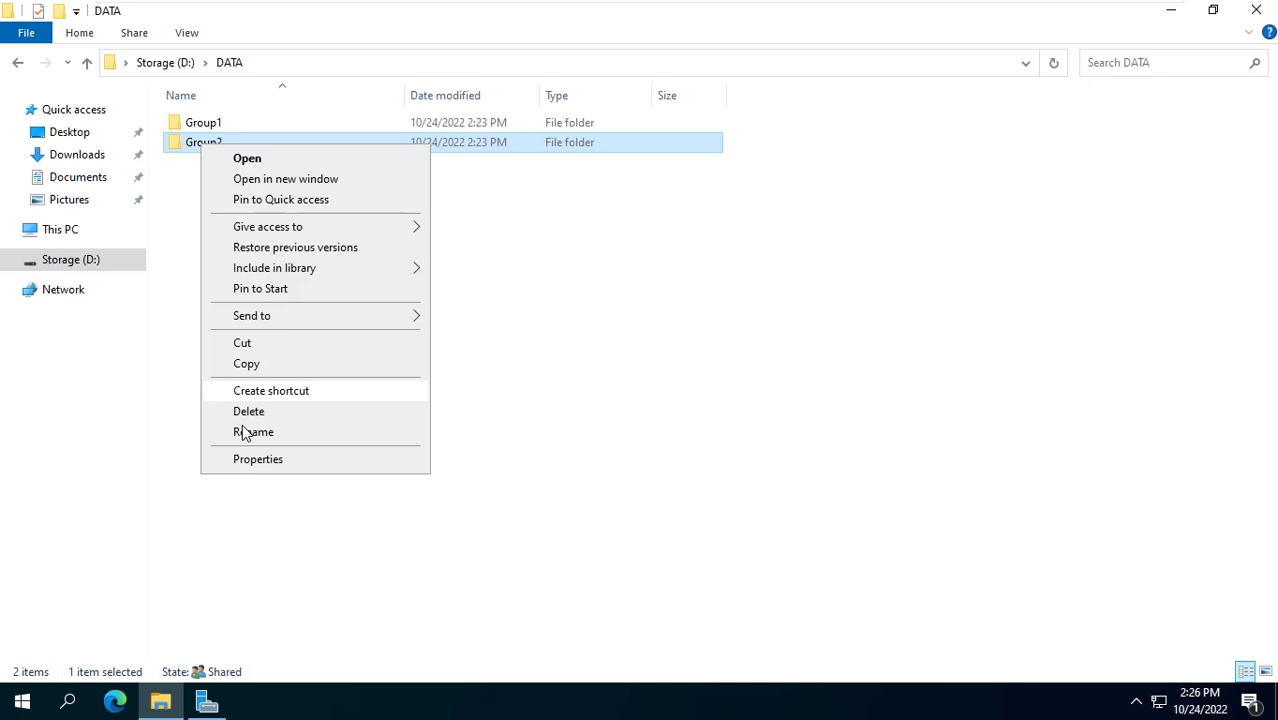 DATA
File Home Share View
Storage (D:) DATA Search DATA
Name Date modified Type Size
Quick access
Desktop
Downloads
Documents
Pictures
This PC
Storage (D:)
Network
Group1 10/24/2022 2:23 PM File folder
Group2 10/24/2022 2:23 PM File folder
Open
Open in new window
Pin to Quick access
Give access to
Restore previous versions
Include in library
Pin to Start
Send to
Cut
Copy
Create shortcut
Delete
Rename
Properties
2 items 1 item selected State: Shared
2:26 PM
10/24/2022
1